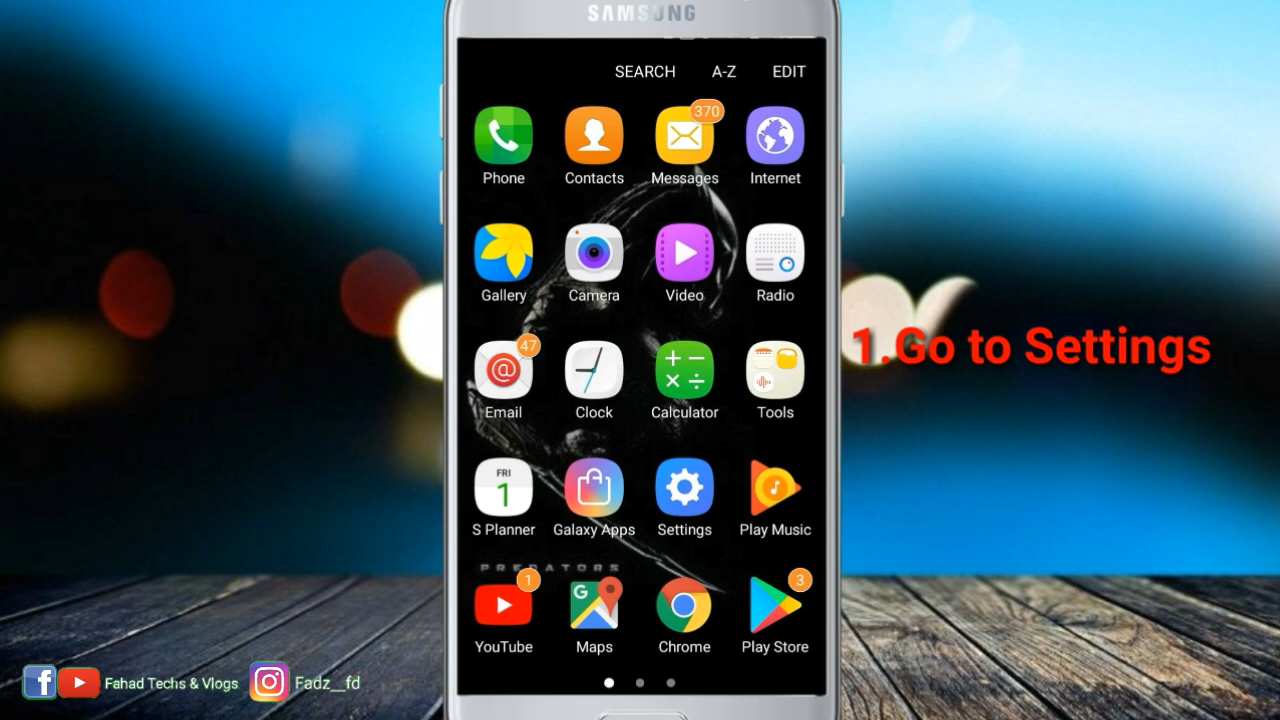 SAMSUNG
SEARCH A-Z EDIT
370
Phone Contacts Messages Internet
Gallery Camera Video Radio
47
Email Clock Calculator Tools
FRI
1
S Planner Galaxy Apps Settings Play Music
PREDATORS
1 G 3
YouTube Maps Chrome Play Store
1.Go to Settings
f Fahad Techs & Vlogs Fadz__fd